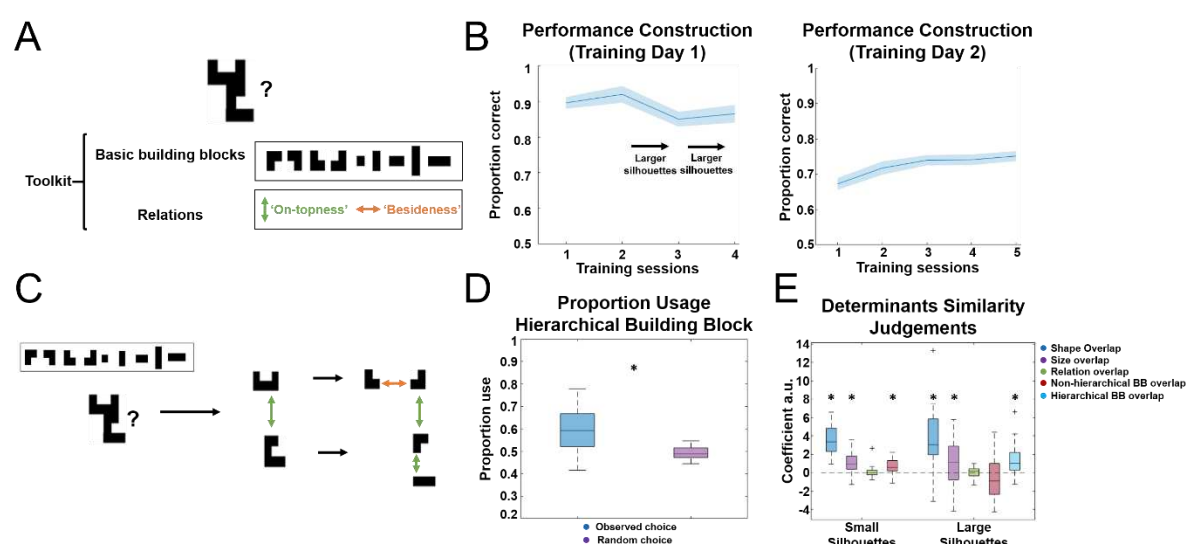 A
?
Toolkit
Basic building blocks
Relations
'On-topness'
'Besideness'
B
Performance Construction
(Training Day 1)
Proportion correct
1
0.9
0.8
0.7
0.6
0.5
Larger
silhouettes
Larger
silhouettes
1 2 3 4
Training sessions
Performance Construction
(Training Day 2)
Proportion correct
1
0.9
0.8
0.7
0.6
0.5
1 2 3 4 5
Training sessions
C
?
D
Proportion Usage
Hierarchical Building Block
Proportion use
1
0.9
0.8
0.7
0.6
0.5
0.4
0.3
0.2
*
Observed choice
Random choice
E
Determinants Similarity
Judgements
Coefficient a.u.
14
12
10
8
6
4
2
0
-2
-4
* * * * * *
Small
Silhouettes
Large
Silhouettes
Shape Overlap
Size overlap
Relation overlap
Non-hierarchical BB overlap
Hierarchical BB overlap